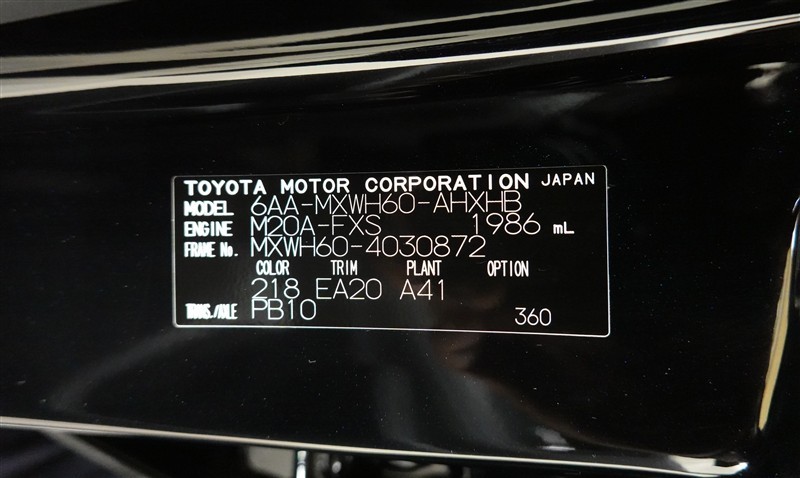 TOYOTA MOTOR CORPORATION JAPAN
MODEL 6AA-MXWH60-AHXHB
ENGINE M20A-FXS 1986 mL
FRAME No. MXWH60-4030872
COLOR TRIM PLANT OPTION
218 EA20 A41
TRANS./AXLE PB10 360